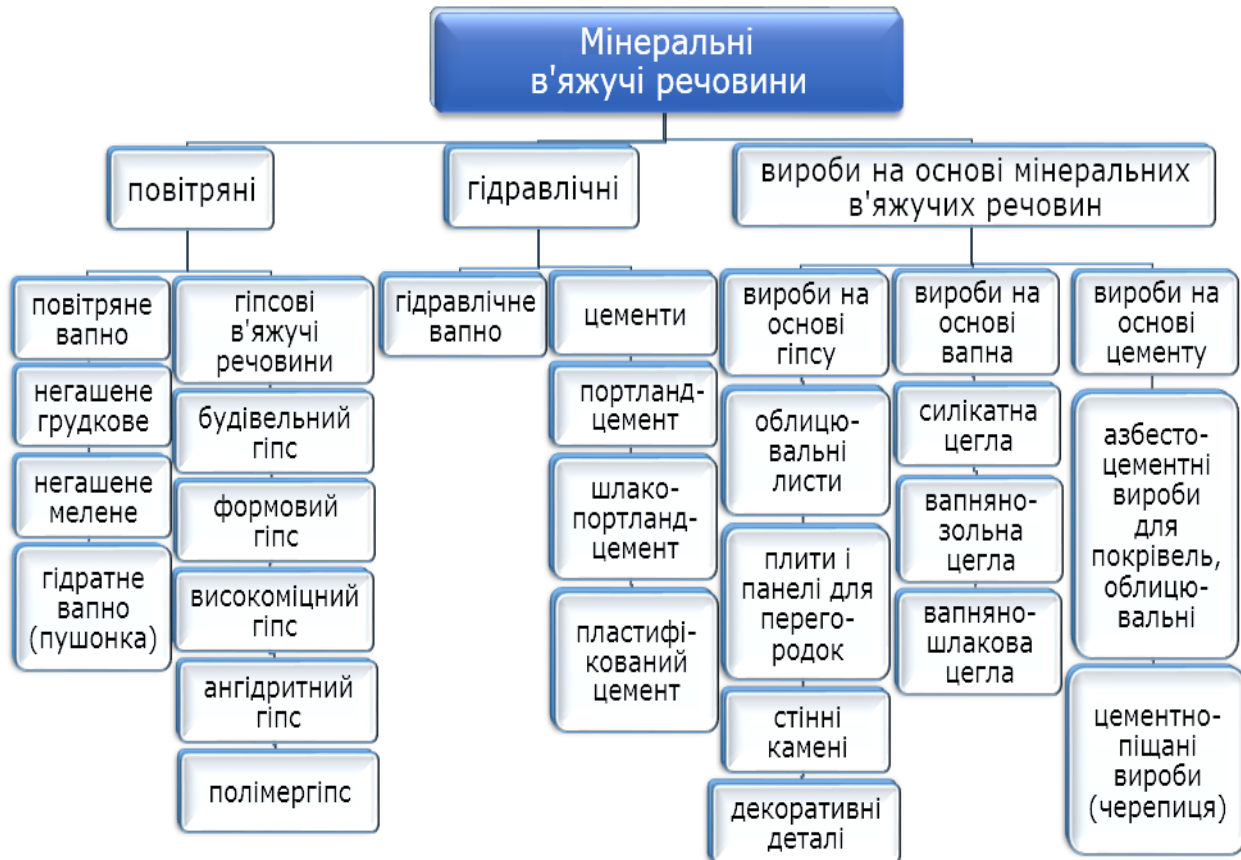 Мінеральні
в'яжучі речовини
повітряні
гідравлічні
вироби на основі мінеральних
в'яжучих речовин
повітряне
вапно
негашене
грудкове
негашене
мелене
гідратне
вапно
(пушонка)
гіпсові
в'яжучі
речовини
будівельний
гіпс
формовий
гіпс
високоміцний
гіпс
ангідритний
гіпс
полімергіпс
гідравлічне
вапно
цементи
портланд-
цемент
шлако-
портланд-
цемент
пластифі-
кований
цемент
вироби на
основі
гіпсу
облицю-
вальні
листи
плити і
панелі для
перего-
родок
стінні
камені
декоративні
деталі
вироби на
основі
вапна
силікатна
цегла
вапняно-
зольна
цегла
вапняно-
шлакова
цегла
вироби на
основі
цементу
азбесто-
цементні
вироби
для
покрівель,
облицю-
вальні
цементно-
піщані
вироби
(черепиця)